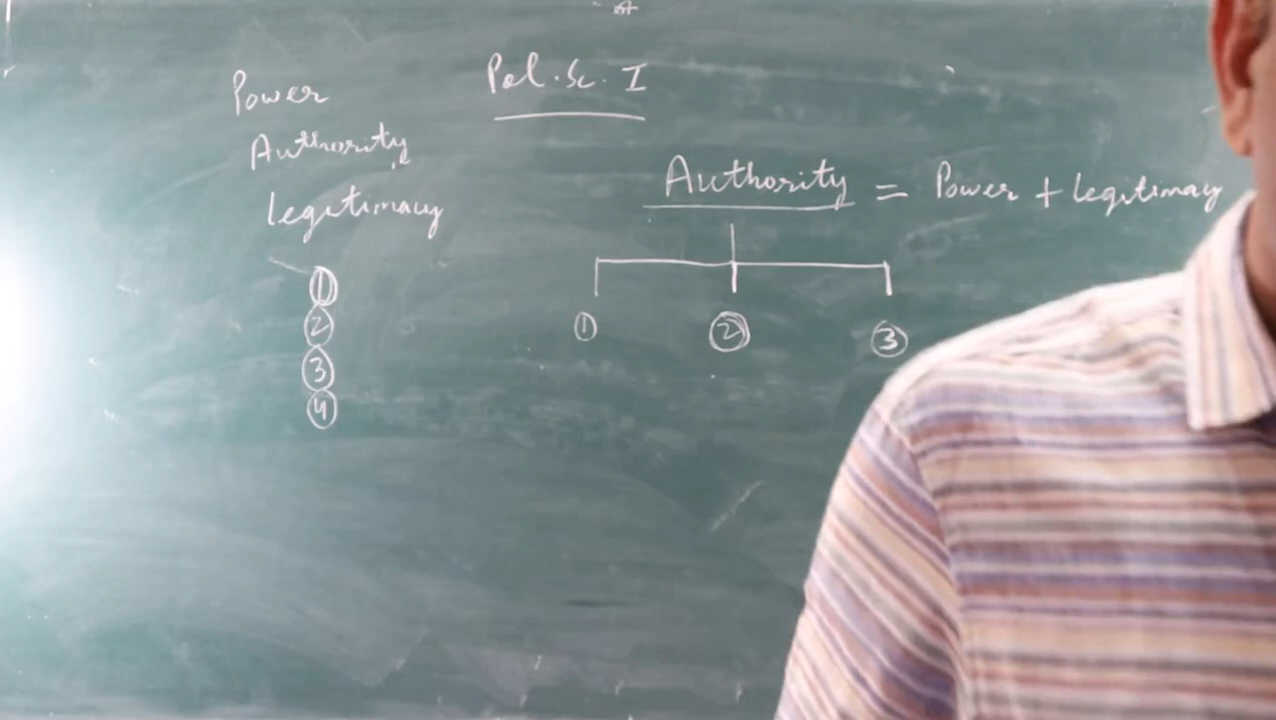 Pol. Sc. I
Power
Authority
Legitimacy
①
②
③
④
Authority = Power + Legitimacy
① ② ③